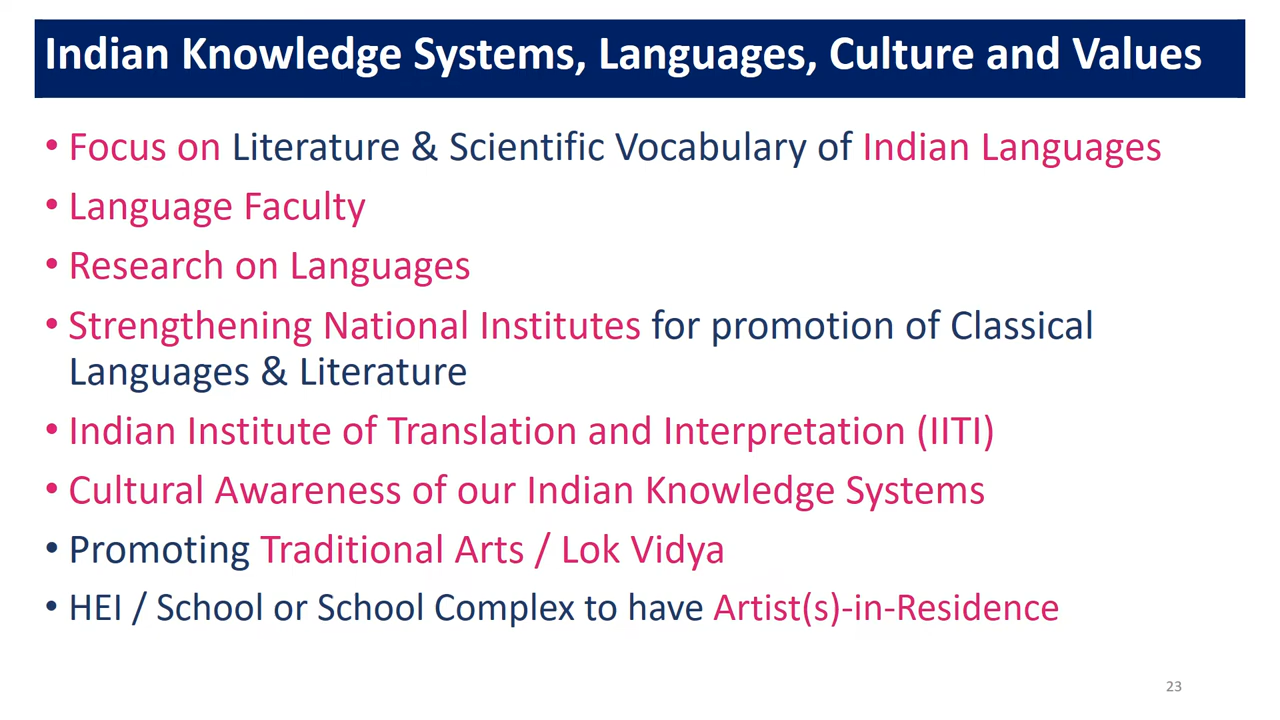 Indian Knowledge Systems, Languages, Culture and Values
• Focus on Literature & Scientific Vocabulary of Indian Languages
• Language Faculty
• Research on Languages
• Strengthening National Institutes for promotion of Classical
Languages & Literature
• Indian Institute of Translation and Interpretation (IITI)
• Cultural Awareness of our Indian Knowledge Systems
• Promoting Traditional Arts / Lok Vidya
• HEI / School or School Complex to have Artist(s)-in-Residence
23